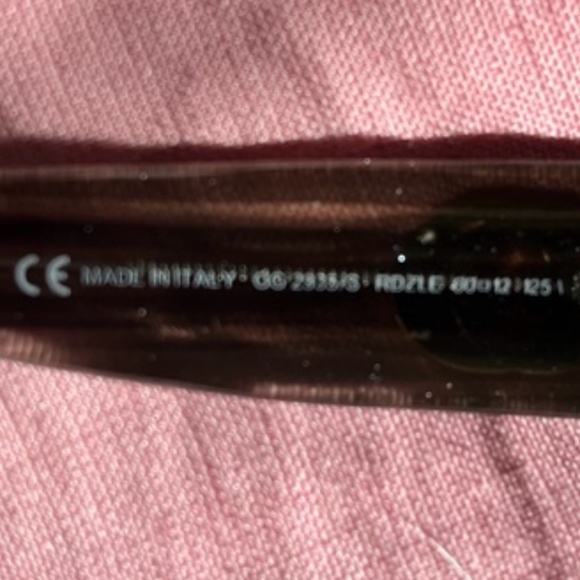 CE MADE IN ITALY · GG 2935/S · RDZLE 60□12 125